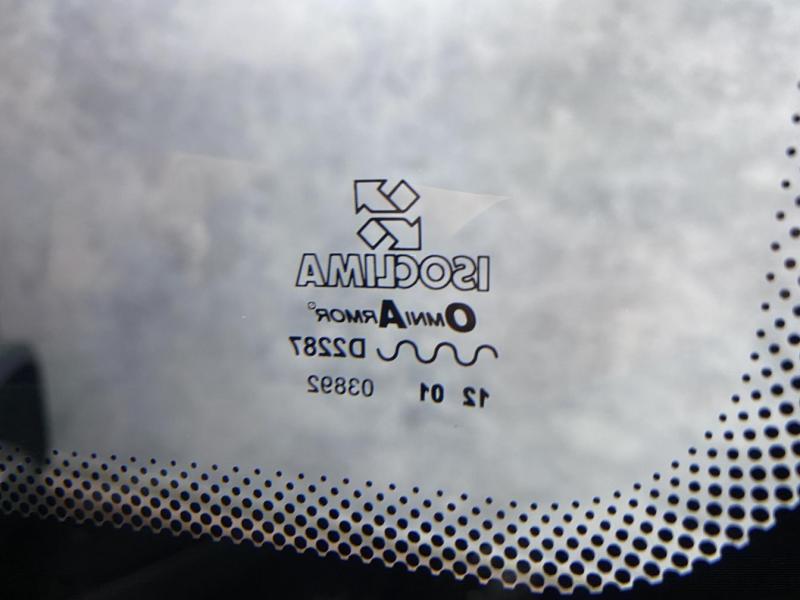 ISOCLIMA
OMNIARMOR®
D2287
12 01 03892